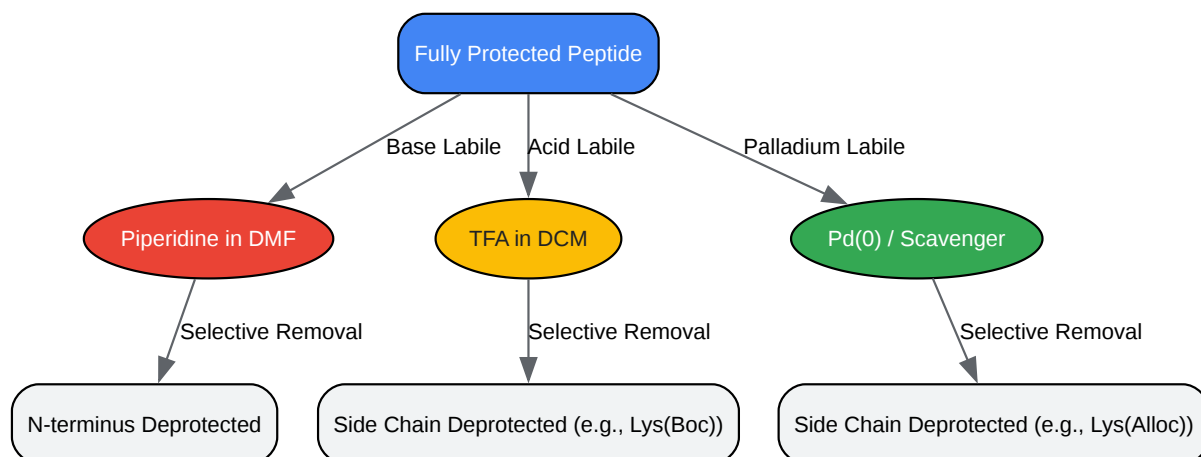 Fully Protected Peptide
Base Labile
Acid Labile
Palladium Labile
Piperidine in DMF
TFA in DCM
Pd(0) / Scavenger
Selective Removal
Selective Removal
Selective Removal
N-terminus Deprotected
Side Chain Deprotected (e.g., Lys(Boc))
Side Chain Deprotected (e.g., Lys(Alloc))